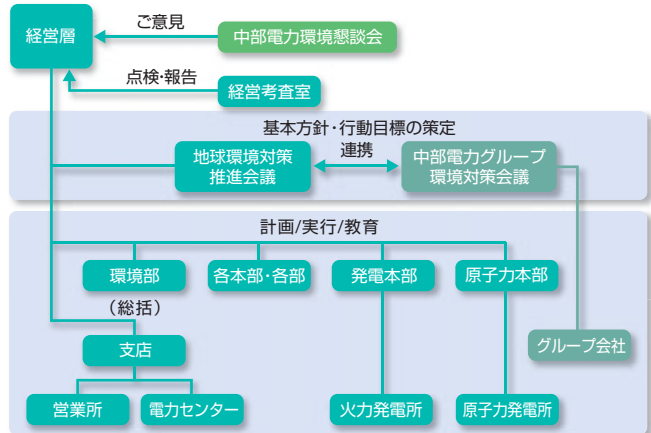 経営層
ご意見
中部電力環境懇談会
点検・報告
経営考査室
基本方針・行動目標の策定
地球環境対策
推進会議
連携
中部電力グループ
環境対策会議
計画/実行/教育
環境部
各本部・各部
発電本部
原子力本部
（総括）
支店
グループ会社
営業所
電力センター
火力発電所
原子力発電所